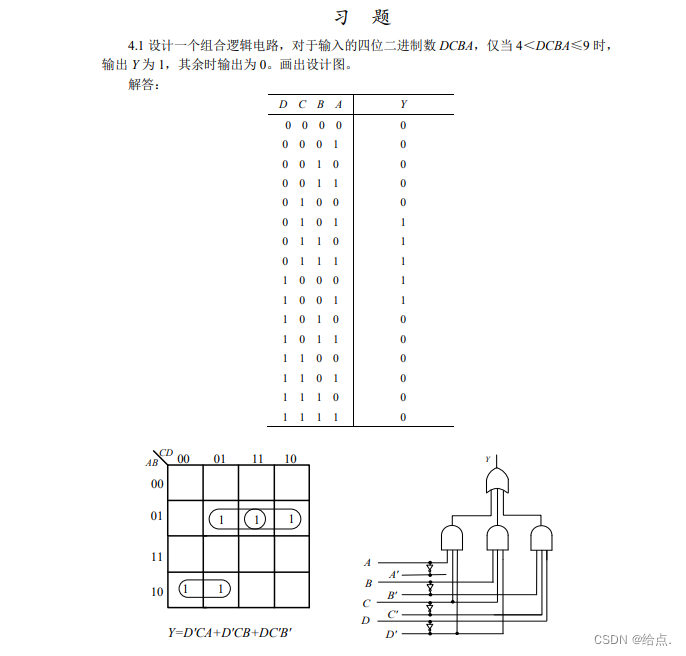 习 题
4.1 设计一个组合逻辑电路，对于输入的四位二进制数 DCBA，仅当 4＜DCBA≤9 时，
输出 Y 为 1，其余时输出为 0。画出设计图。
解答：
D C B A Y
0 0 0 0 0
0 0 0 1 0
0 0 1 0 0
0 0 1 1 0
0 1 0 0 0
0 1 0 1 1
0 1 1 0 1
0 1 1 1 1
1 0 0 0 1
1 0 0 1 1
1 0 1 0 0
1 0 1 1 0
1 1 0 0 0
1 1 0 1 0
1 1 1 0 0
1 1 1 1 0
CD
AB
00 01 11 10
00
01 1 1 1
11
10 1 1
Y=D'CA+D'CB+DC'B'
Y
A
A'
B
B'
C
C'
D
D'
CSDN @给点.